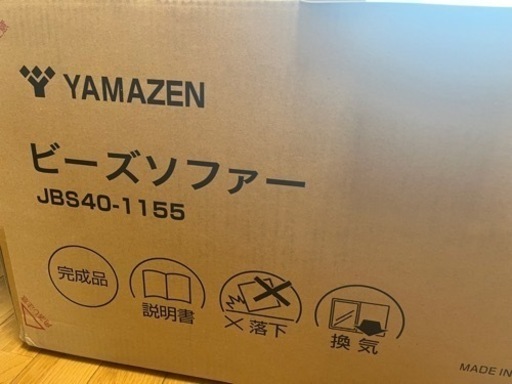 YAMAZEN
ビーズソファー
JBS40-1155
完成品
説明書
× 落下
換気
MADE IN